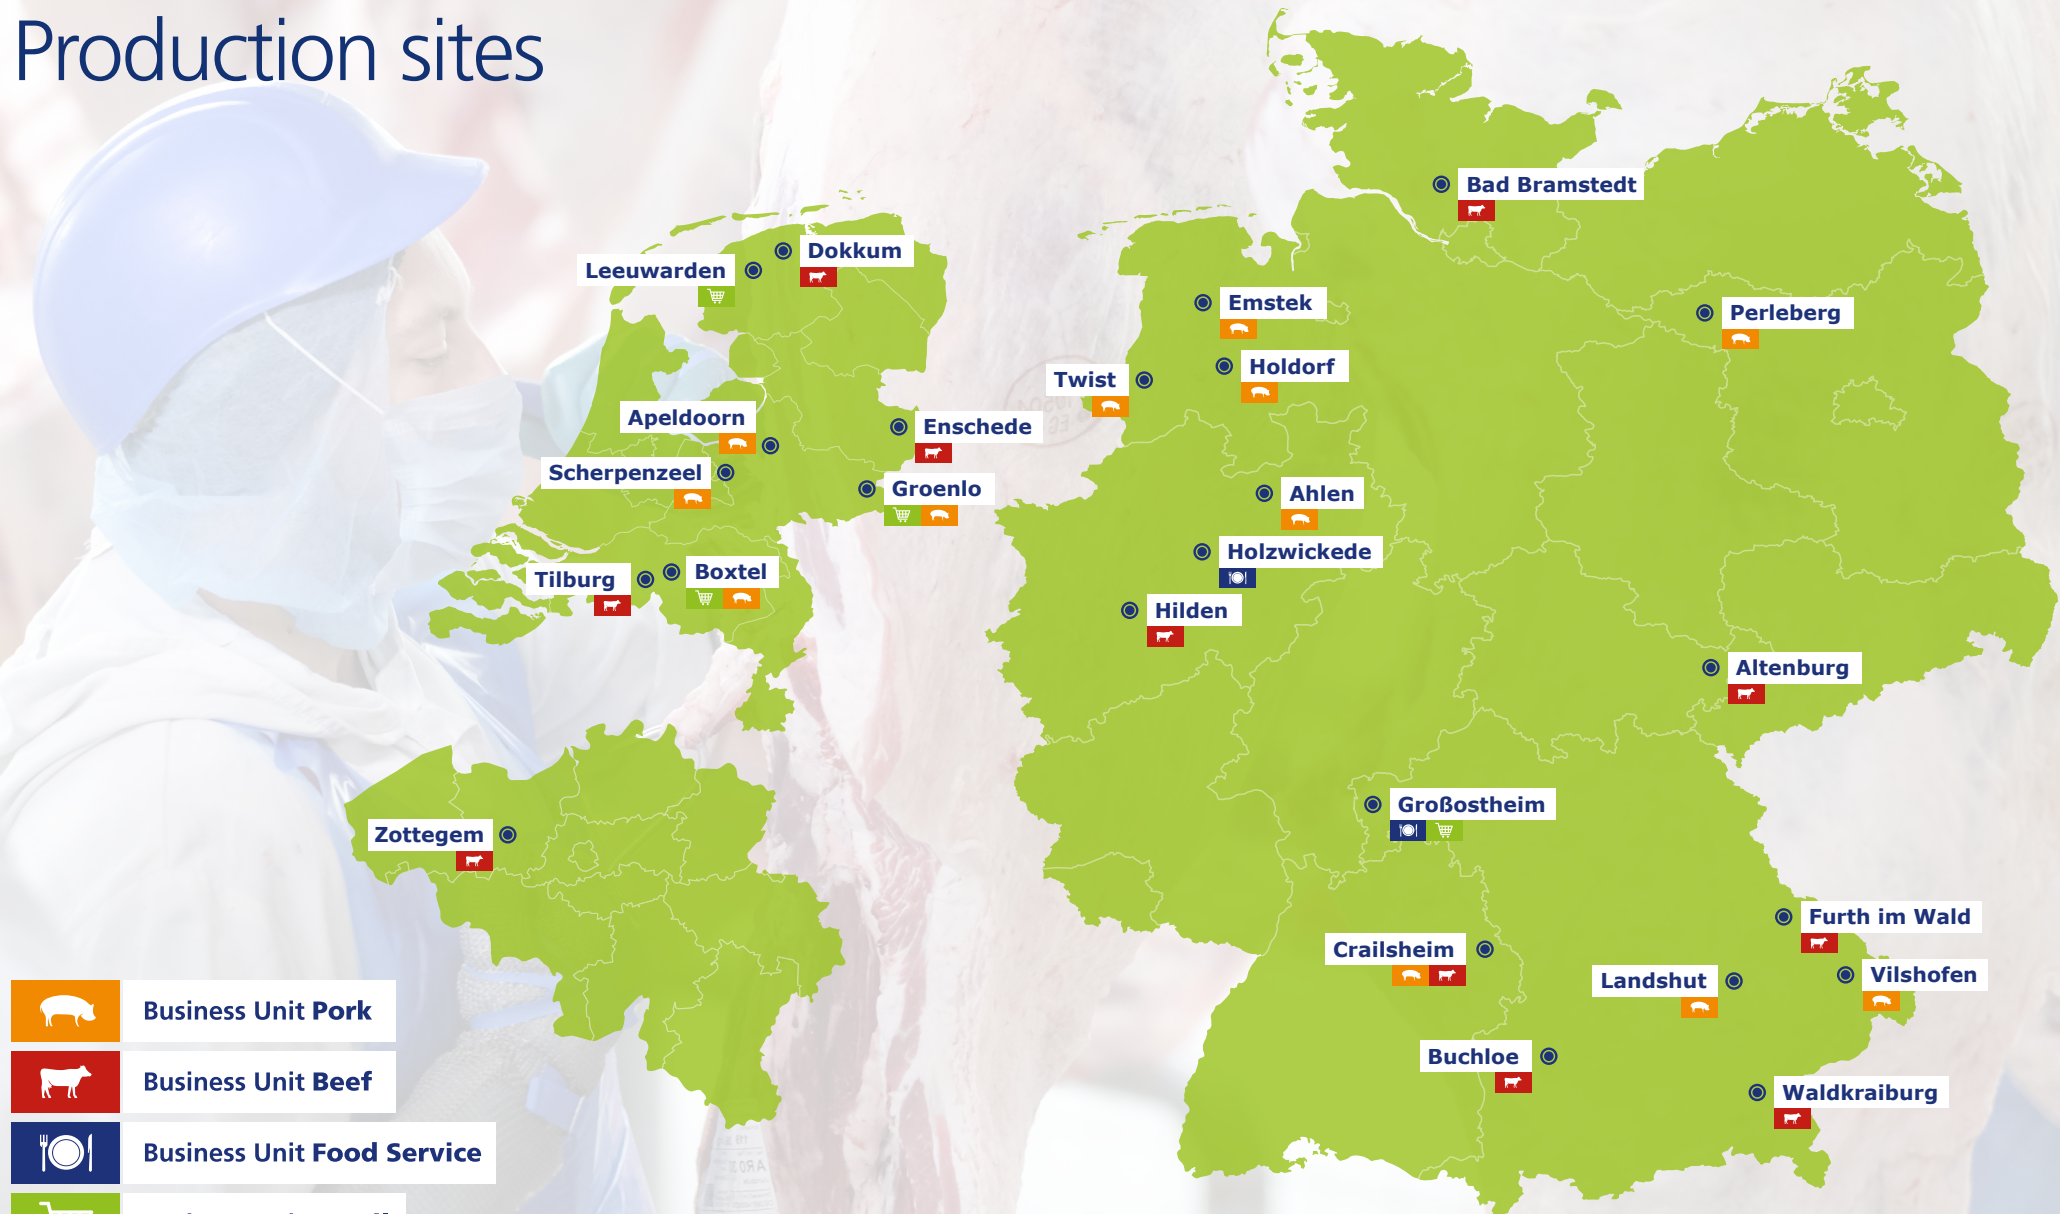 Production sites
Bad Bramstedt
Dokkum
Leeuwarden
Emstek
Perleberg
Holdorf
Twist
Apeldoorn
Enschede
Scherpenzeel
Groenlo
Ahlen
Holzwickede
Boxtel
Tilburg
Hilden
Altenburg
Großostheim
Zottegem
Furth im Wald
Crailsheim
Vilshofen
Landshut
Buchloe
Waldkraiburg
Business Unit Pork
Business Unit Beef
Business Unit Food Service